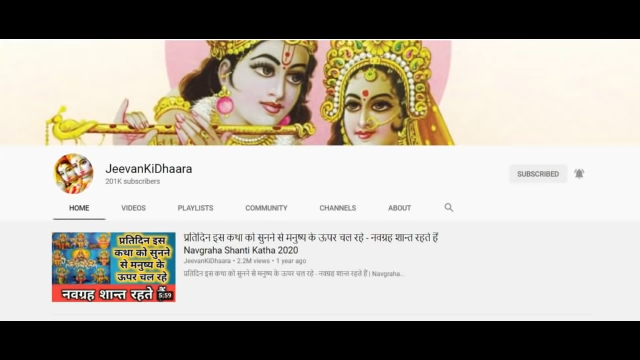 JeevanKiDhaara
201K subscribers
SUBSCRIBED
HOME VIDEOS PLAYLISTS COMMUNITY CHANNELS ABOUT
प्रतिदिन इस
कथा को सुनने
से मनुष्य के
ऊपर चल रहे
नवग्रह शान्त रहते हैं
5:59
प्रतिदिन इस कथा को सुनने से मनुष्य के ऊपर चल रहे - नवग्रह शान्त रहते हैं
Navgraha Shanti Katha 2020
JeevanKiDhaara • 2.2M views • 1 year ago
प्रतिदिन इस कथा को सुनने से मनुष्य के ऊपर चल रहे - नवग्रह शान्त रहते हैं। Navgraha...